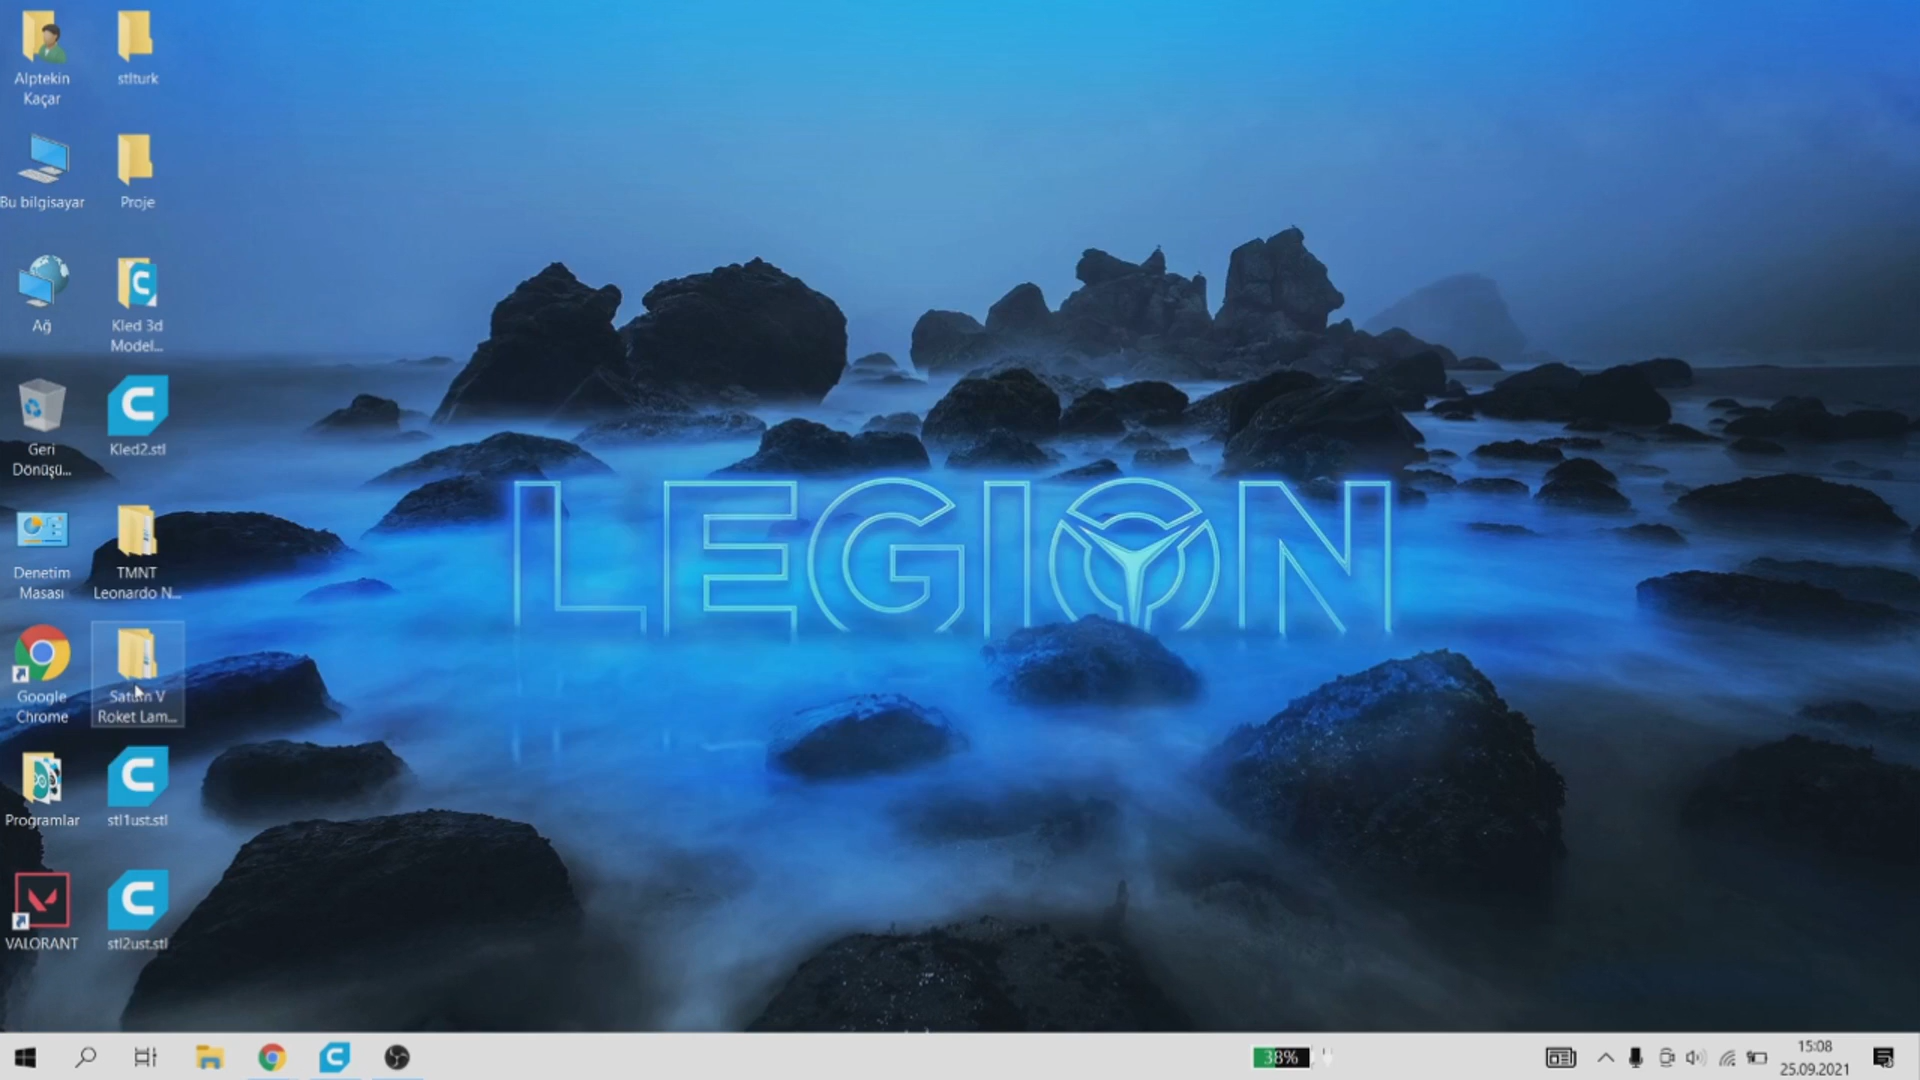 Alptekin
Kaçar
stlturk
Bu bilgisayar
Proje
Ağ
Kled 3d
Model...
Geri
Dönüşü...
Kled2.stl
Denetim
Masası
TMNT
Leonardo N...
Google
Chrome
Saturn V
Roket Lam...
Programlar
stl1ust.stl
VALORANT
stl2ust.stl
LEGION
38%
15:08
25.09.2021